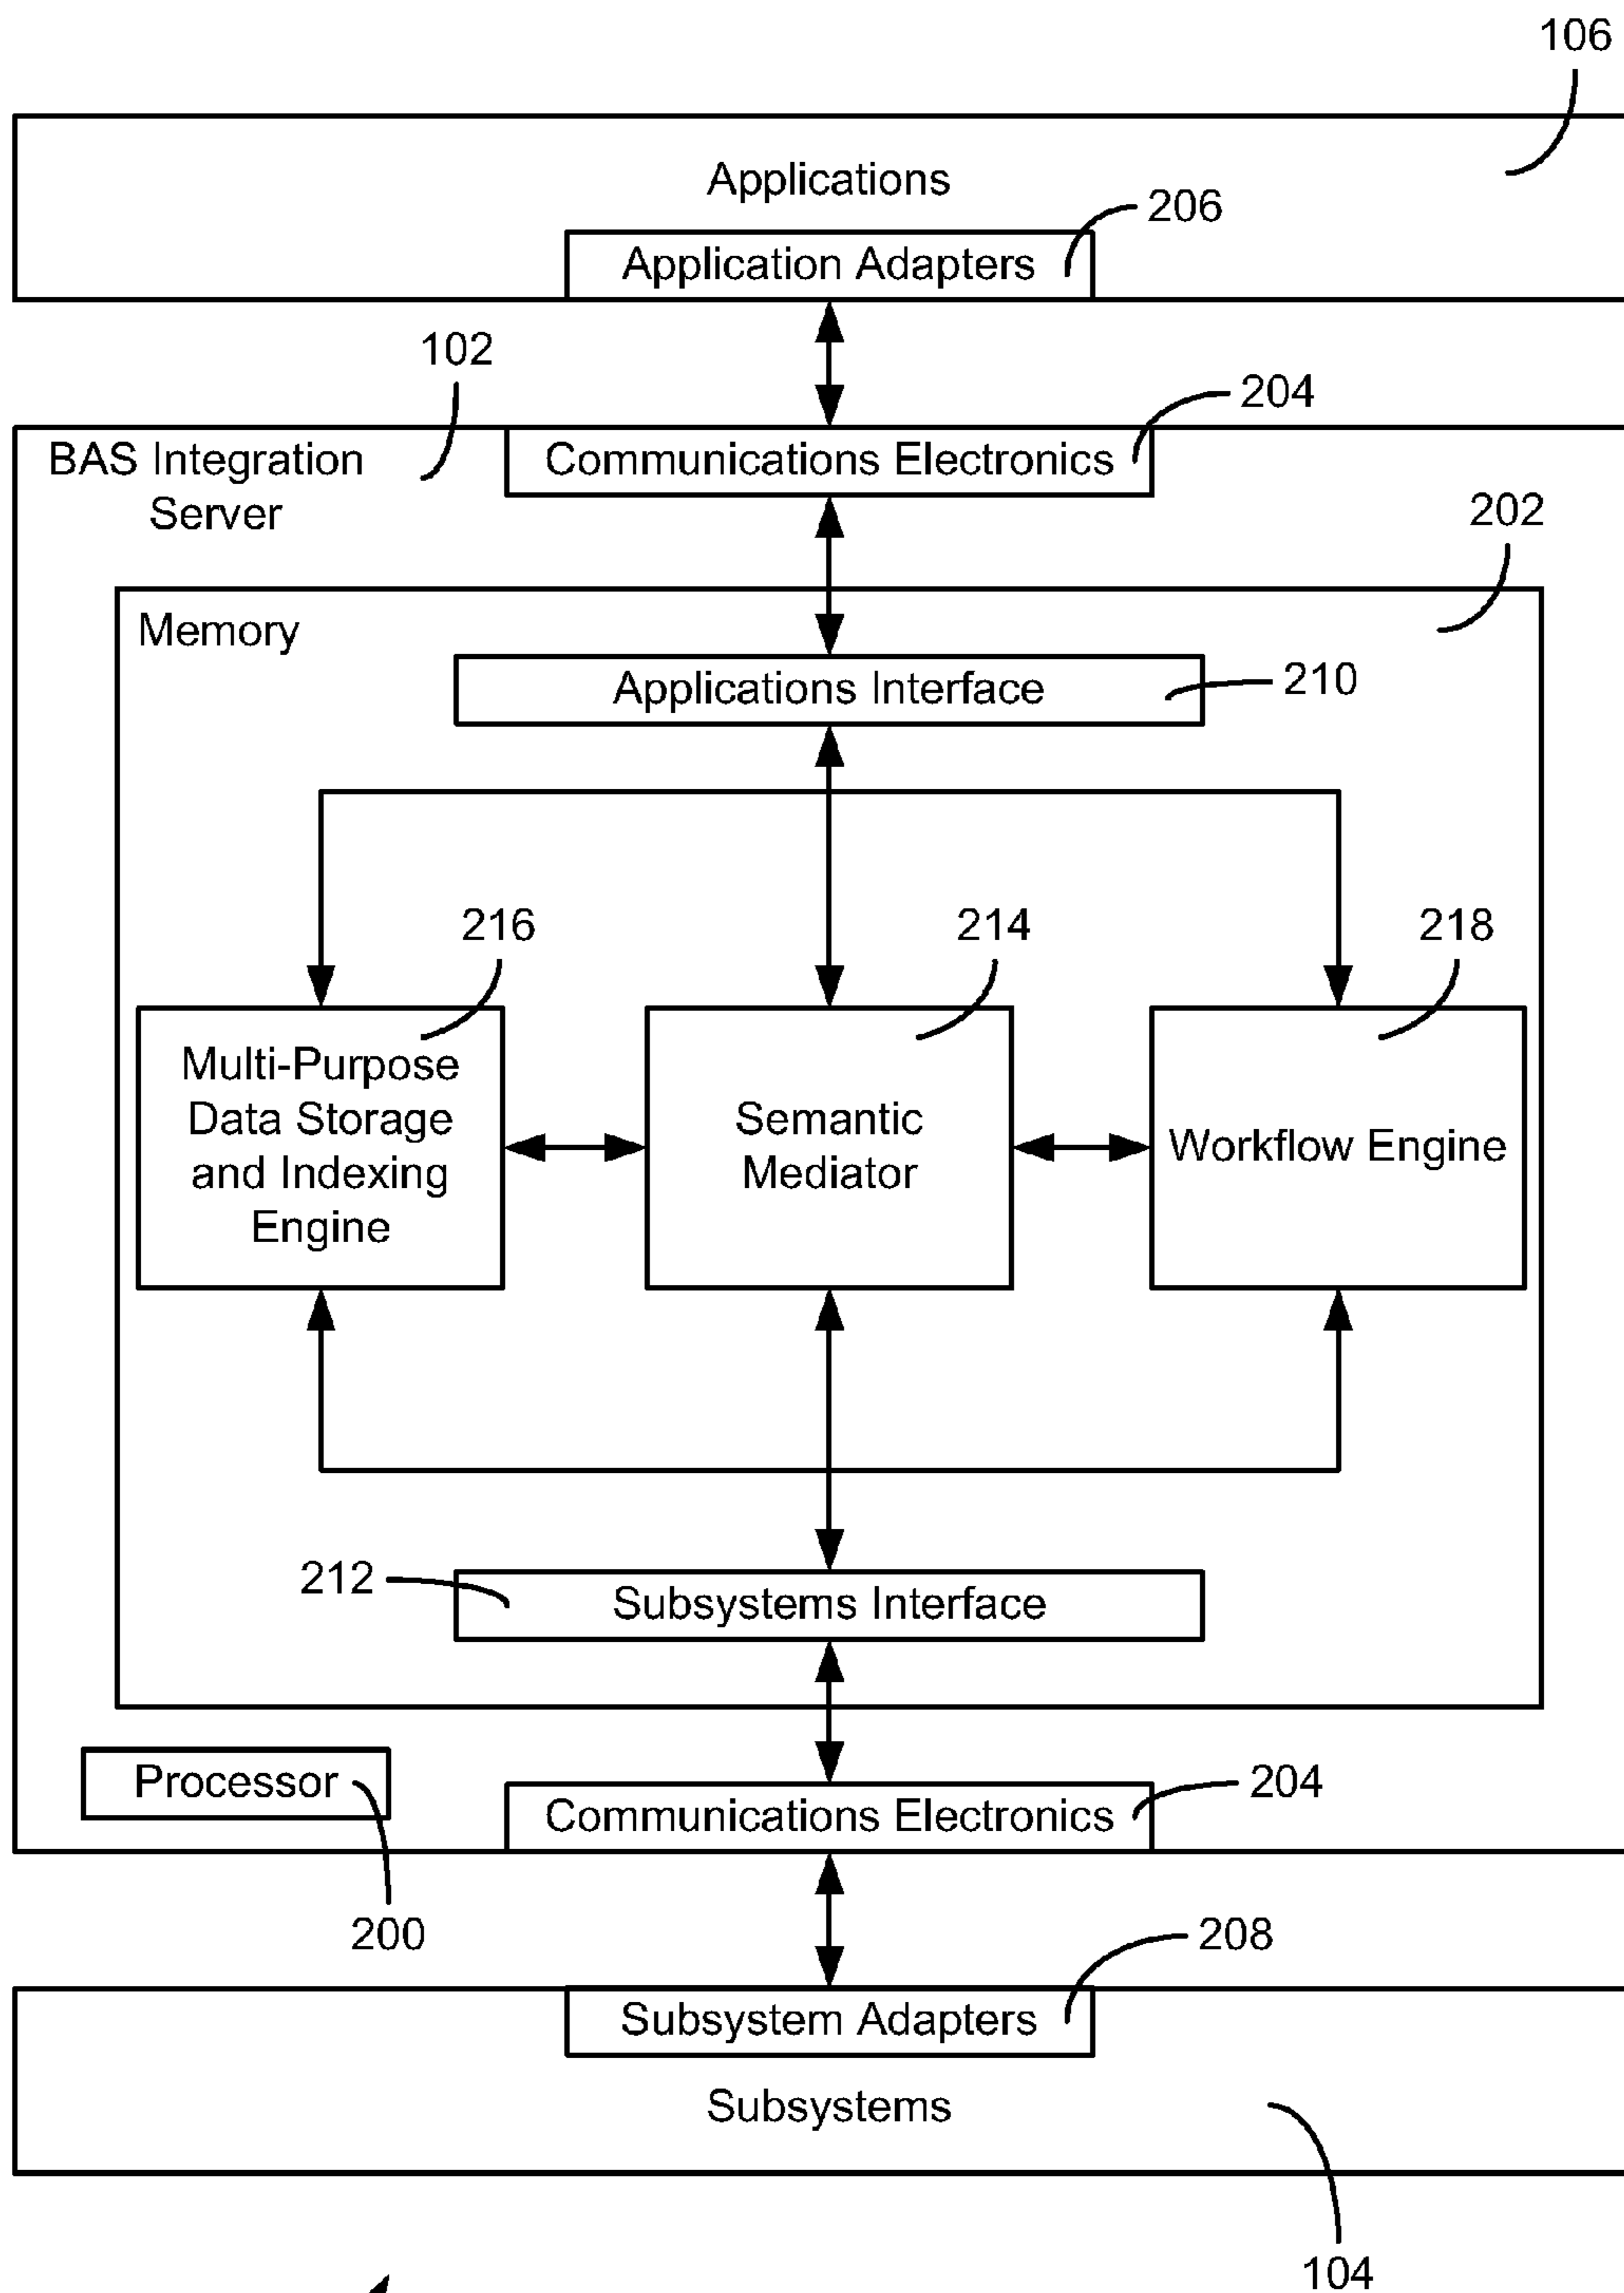 106
Applications
206
Application Adapters
102
204
BAS Integration
Server
Communications Electronics
202
Memory
Applications Interface
210
216
214
218
Multi-Purpose
Data Storage
and Indexing
Engine
Semantic
Mediator
Workflow Engine
212
Subsystems Interface
Processor
204
Communications Electronics
200
208
Subsystem Adapters
Subsystems
104